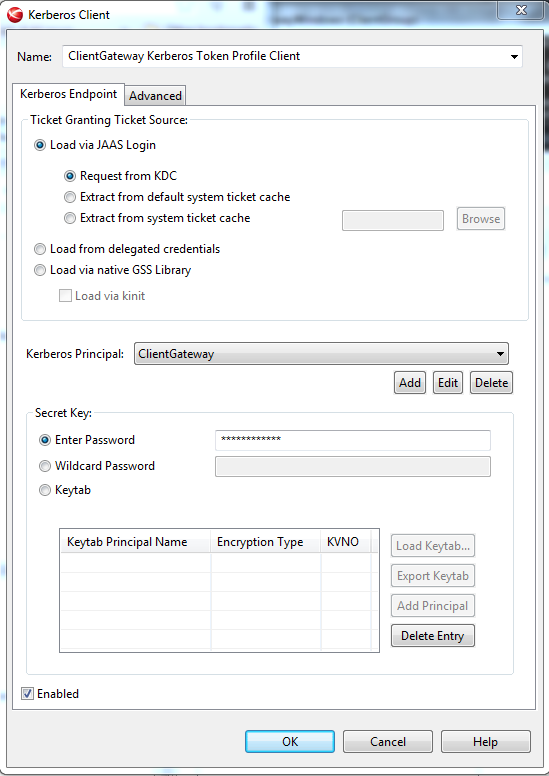 Kerberos Client
Name: ClientGateway Kerberos Token Profile Client
Kerberos Endpoint Advanced
Ticket Granting Ticket Source:
Load via JAAS Login
Request from KDC
Extract from default system ticket cache
Extract from system ticket cache Browse
Load from delegated credentials
Load via native GSS Library
Load via kinit
Kerberos Principal: ClientGateway
Add Edit Delete
Secret Key:
Enter Password ************
Wildcard Password
Keytab
Keytab Principal Name Encryption Type KVNO
Load Keytab...
Export Keytab
Add Principal
Delete Entry
Enabled
OK Cancel Help